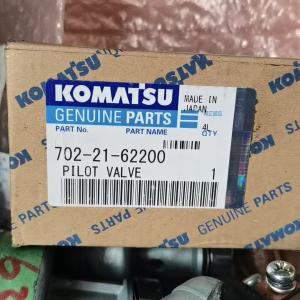 KOMATSU
MADE IN
JAPAN
GENUINE PARTS
4L
PART No.
PART NAME
QTY
702-21-62200
PILOT VALVE
1
GENUINE PARTS
KOMATSU